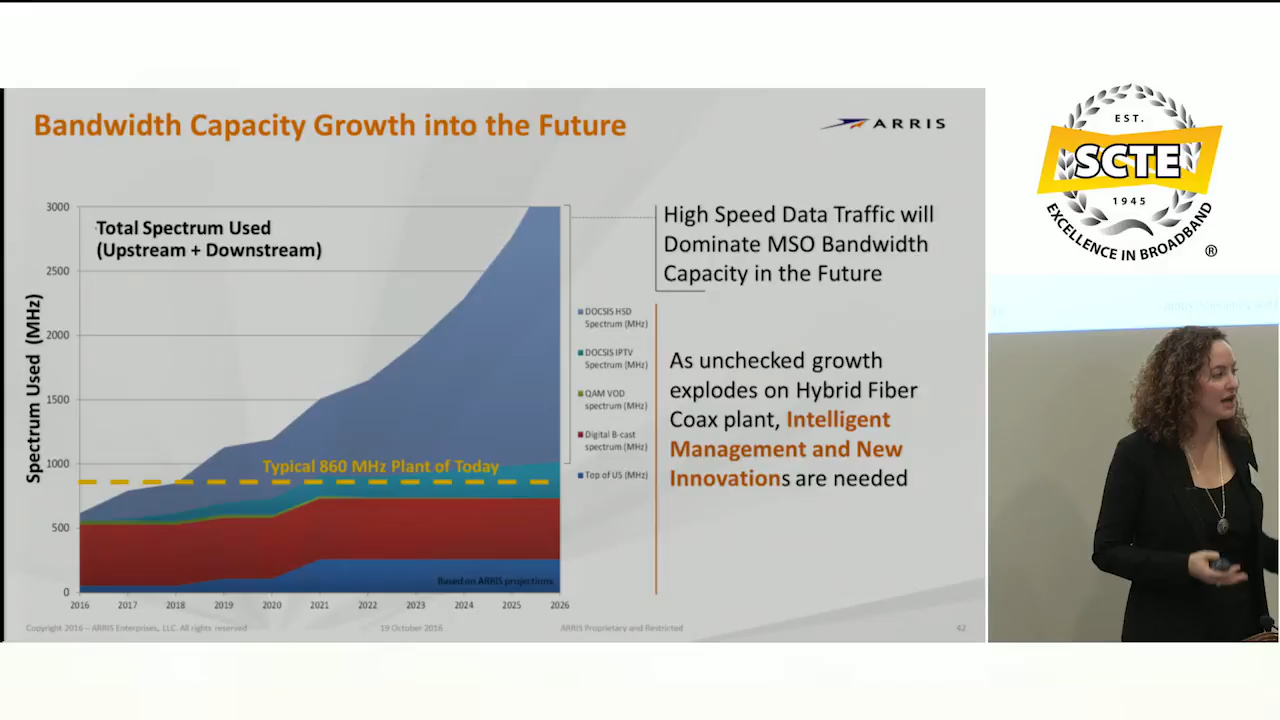 Bandwidth Capacity Growth into the Future
ARRIS
Total Spectrum Used
(Upstream + Downstream)
Spectrum Used (MHz)
3000
2500
2000
1500
1000
500
0
Typical 860 MHz Plant of Today
Based on ARRIS projections
2016 2017 2018 2019 2020 2021 2022 2023 2024 2025 2026
DOCSIS HSD
Spectrum (MHz)
DOCSIS IPTV
Spectrum (MHz)
QAM VOD
spectrum (MHz)
Digital B-cast
spectrum (MHz)
Top of US (MHz)
High Speed Data Traffic will
Dominate MSO Bandwidth
Capacity in the Future
As unchecked growth
explodes on Hybrid Fiber
Coax plant, Intelligent
Management and New
Innovations are needed
Copyright 2016 – ARRIS Enterprises, LLC. All rights reserved
19 October 2016
ARRIS Proprietary and Restricted
42
EST.
SCTE
1945
EXCELLENCE IN BROADBAND
®